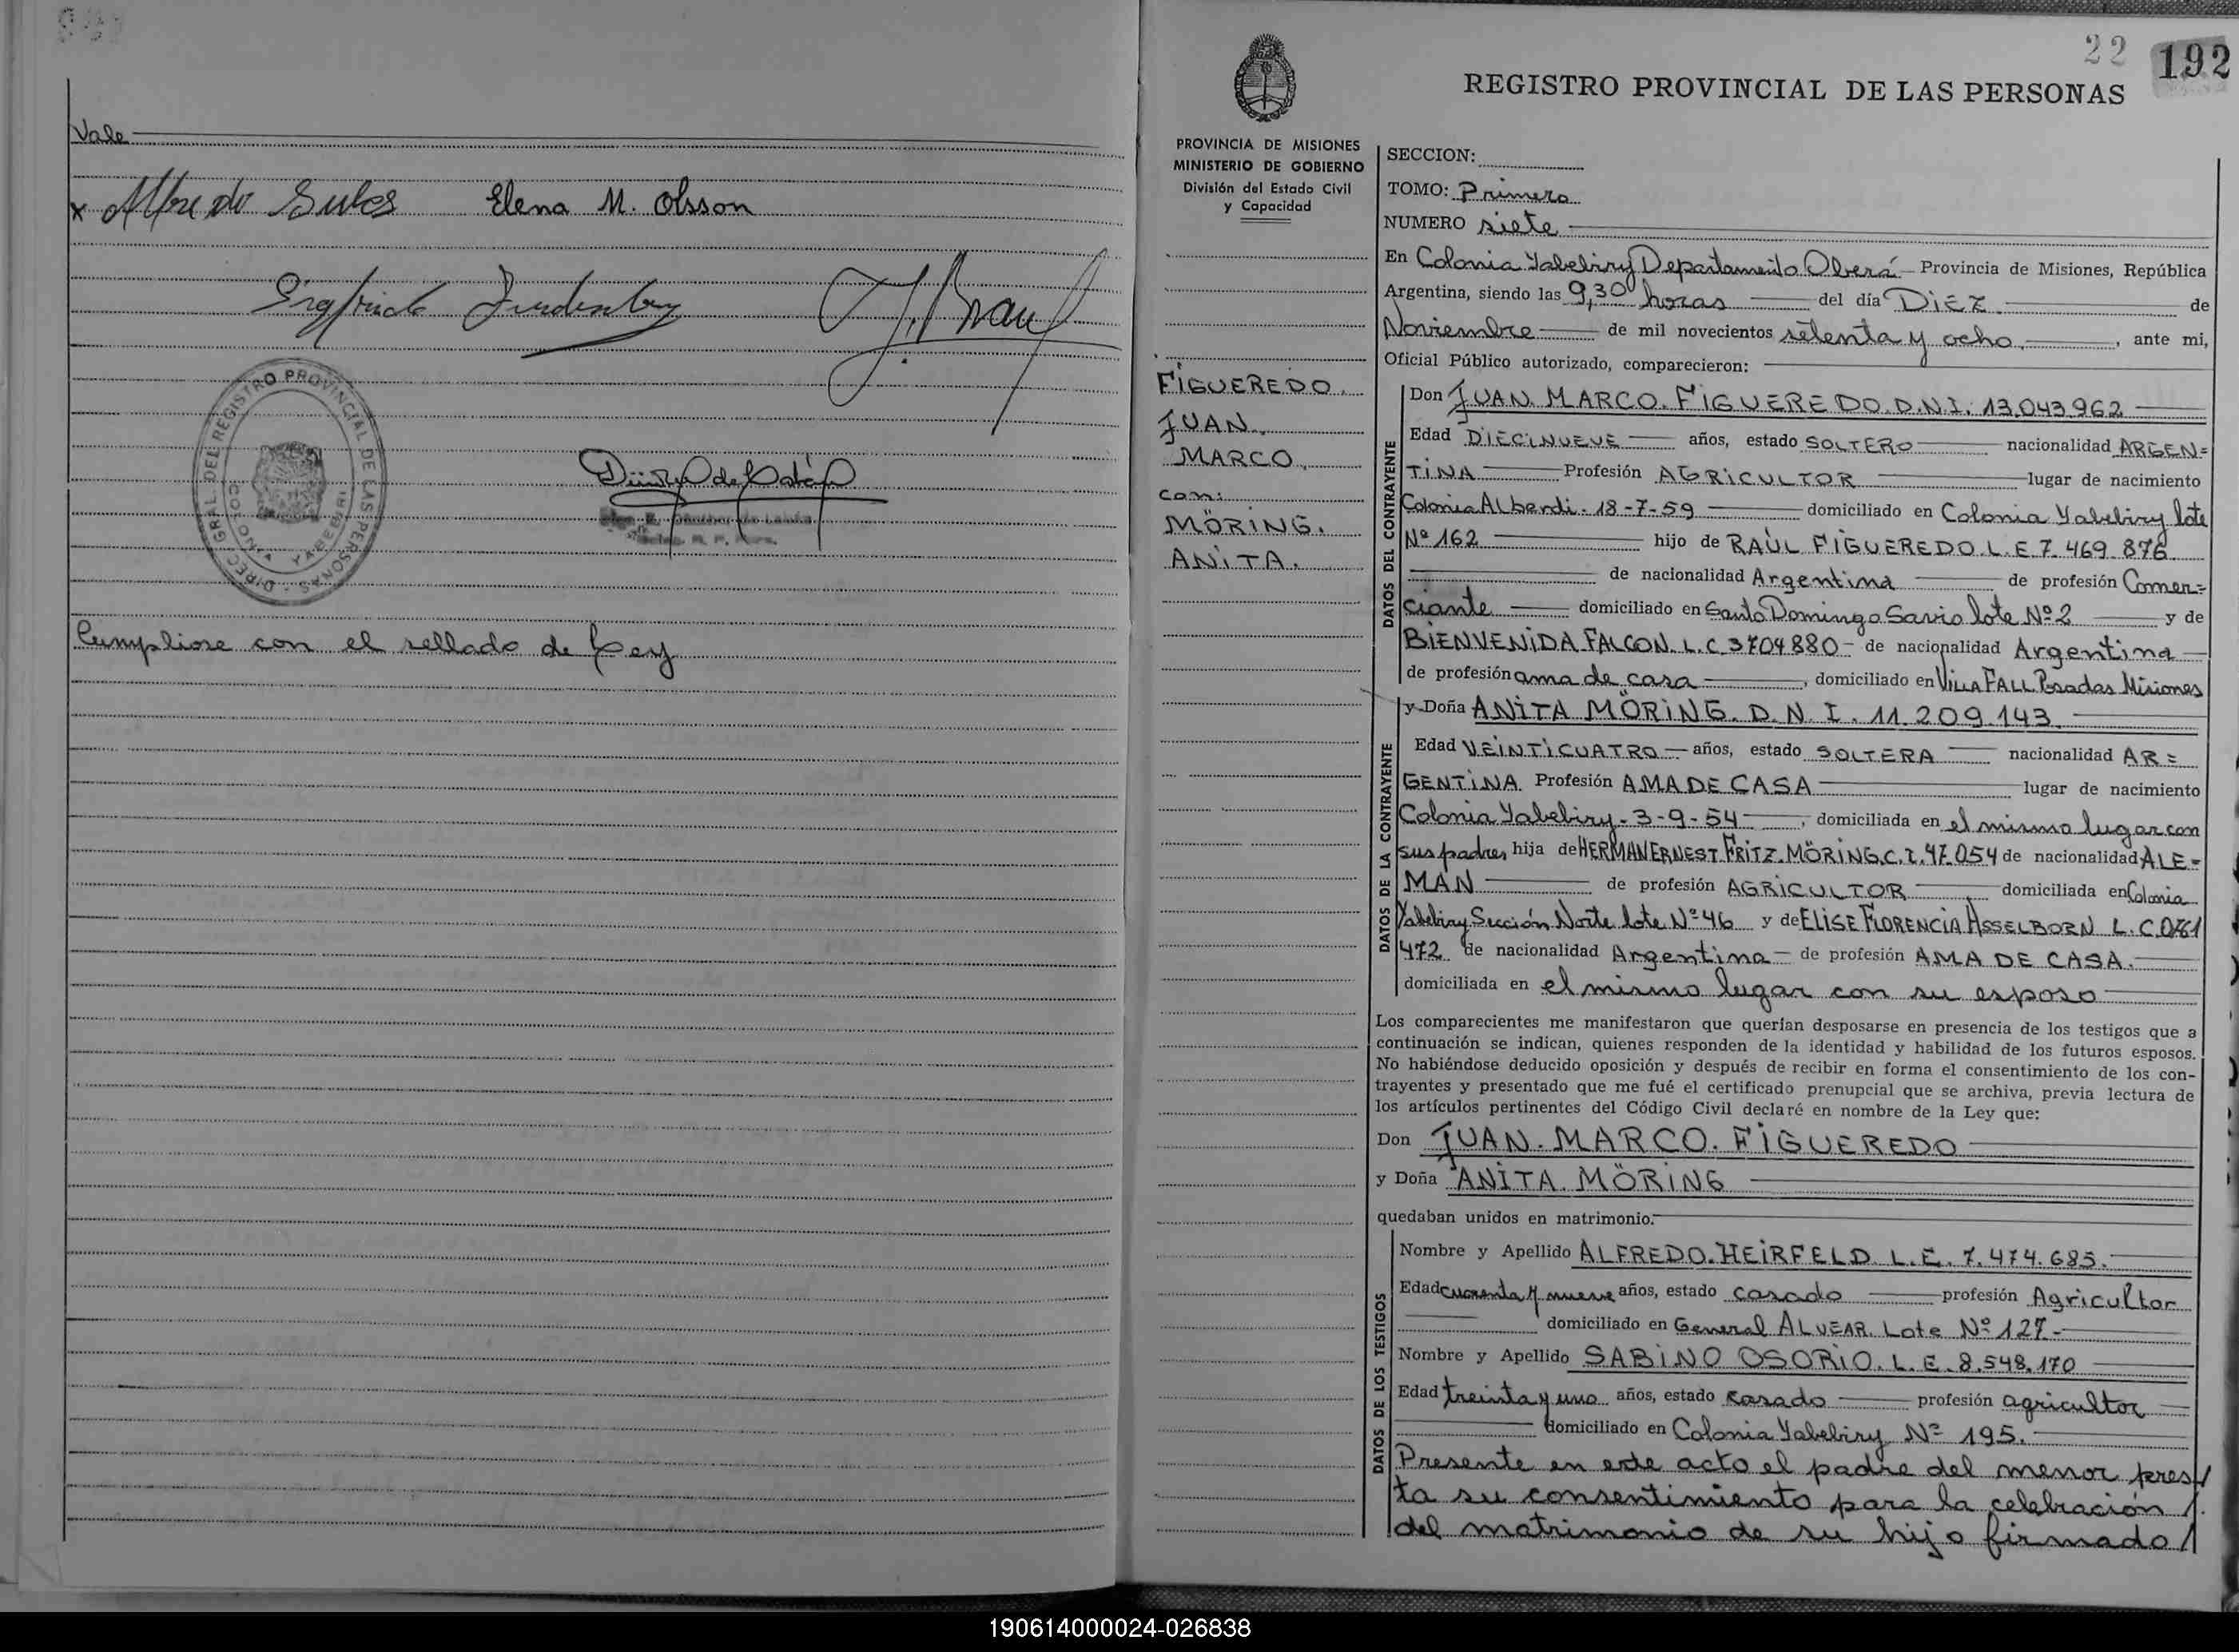 Vale
x Alfredo Sules Elena M. Olsson
Cumpliose con el sellado de Ley
22 192
REGISTRO PROVINCIAL DE LAS PERSONAS
PROVINCIA DE MISIONES
MINISTERIO DE GOBIERNO
División del Estado Civil
y Capacidad
FIGUEREDO.
JUAN.
MARCO.
con:
MÖRING.
ANITA.
SECCION:
TOMO: Primero
NUMERO siete
En Colonia Yabebiry Departamento Oberá Provincia de Misiones, República
Argentina, siendo las 9,30 horas del día DIEZ de
Noviembre de mil novecientos setenta y ocho, ante mi,
Oficial Público autorizado, comparecieron:
DATOS DEL CONTRAYENTE
Don JUAN. MARCO. FIGUEREDO. D.N.I. 13.043.962
Edad DIECINUEVE años, estado SOLTERO nacionalidad ARGEN=
TINA Profesión AGRICULTOR lugar de nacimiento
Colonia Alberdi - 18-7-59 domiciliado en Colonia Yabebiry lote
Nº 162 hijo de RAÚL FIGUEREDO. L.E. 7.469.876
de nacionalidad Argentina de profesión Comer=
ciante domiciliado en Santo Domingo Savio lote Nº 2 y de
BIENVENIDA FALCON. L.C. 3704880 - de nacionalidad Argentina
de profesión ama de casa, domiciliado en Villa FALL Posadas Misiones
DATOS DE LA CONTRAYENTE
y Doña ANITA MÖRING. D.N.I. 11.209.143.
Edad VEINTICUATRO años, estado SOLTERA nacionalidad AR=
GENTINA Profesión AMA DE CASA lugar de nacimiento
Colonia Yabebiry - 3-9-54, domiciliada en el mismo lugar con
sus padres hija de HERMAN ERNEST FRITZ. MÖRING. C.I. 47.054 de nacionalidad ALE=
MAN de profesión AGRICULTOR domiciliada en Colonia
Yabebiry Sección Norte lote Nº 46 y de ELISE FLORENCIA ASSELBORN L.C. 0761
472 de nacionalidad Argentina - de profesión AMA DE CASA.
domiciliada en el mismo lugar con su esposo
Los comparecientes me manifestaron que querían desposarse en presencia de los testigos que a
continuación se indican, quienes responden de la identidad y habilidad de los futuros esposos.
No habiéndose deducido oposición y después de recibir en forma el consentimiento de los con-
trayentes y presentado que me fué el certificado prenupcial que se archiva, previa lectura de
los artículos pertinentes del Código Civil declaré en nombre de la Ley que:
Don JUAN. MARCO. FIGUEREDO
y Doña ANITA. MÖRING
quedaban unidos en matrimonio.
DATOS DE LOS TESTIGOS
Nombre y Apellido ALFREDO. HEIRFELD. L.E. 7.474.685.
Edad cuarenta y nueve años, estado casado profesión Agricultor
domiciliado en General ALVEAR. Lote Nº 127-
Nombre y Apellido SABINO OSORIO. L.E. 8.548.170
Edad treinta y uno años, estado casado profesión agricultor
domiciliado en Colonia Yabebiry Nº 195.
Presente en este acto el padre del menor pres/
ta su consentimiento para la celebración /.
del matrimonio de su hijo firmado /
190614000024-026838